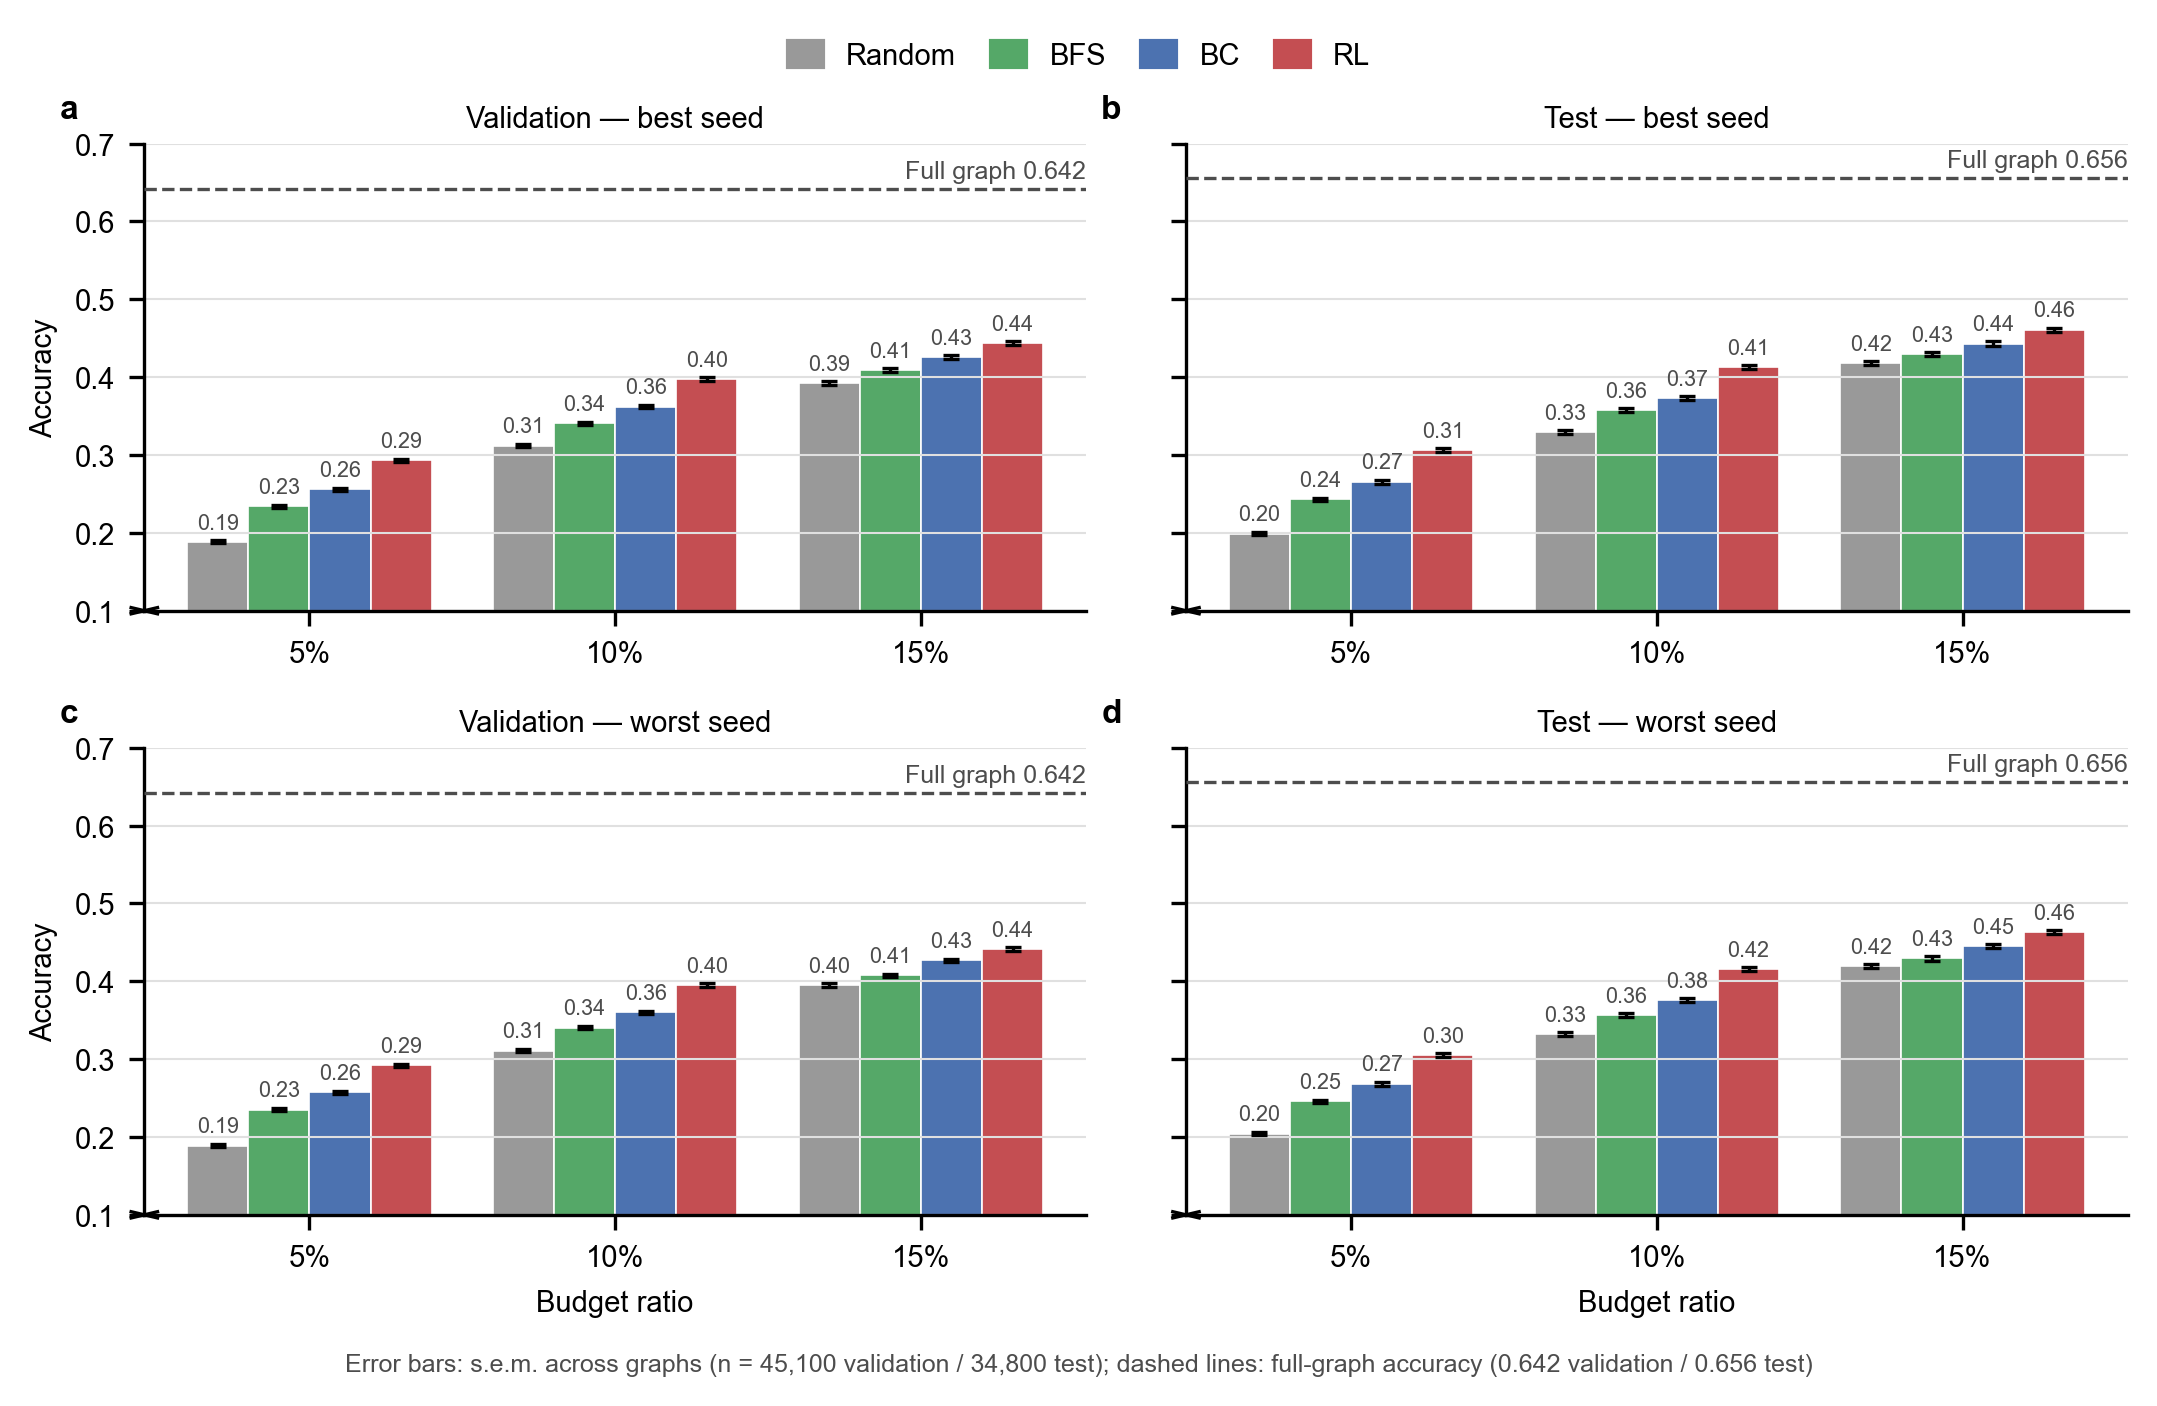 Random BFS BC RL
a
Validation — best seed
0.7
0.6
0.5
0.4
0.3
0.2
0.1
Accuracy
Full graph 0.642
0.19 0.23 0.26 0.29
0.31 0.34 0.36 0.40
0.39 0.41 0.43 0.44
5% 10% 15%
b
Test — best seed
Full graph 0.656
0.20 0.24 0.27 0.31
0.33 0.36 0.37 0.41
0.42 0.43 0.44 0.46
5% 10% 15%
c
Validation — worst seed
0.7
0.6
0.5
0.4
0.3
0.2
0.1
Accuracy
Full graph 0.642
0.19 0.23 0.26 0.29
0.31 0.34 0.36 0.40
0.40 0.41 0.43 0.44
5% 10% 15%
Budget ratio
d
Test — worst seed
Full graph 0.656
0.20 0.25 0.27 0.30
0.33 0.36 0.38 0.42
0.42 0.43 0.45 0.46
5% 10% 15%
Budget ratio
Error bars: s.e.m. across graphs (n = 45,100 validation / 34,800 test); dashed lines: full-graph accuracy (0.642 validation / 0.656 test)